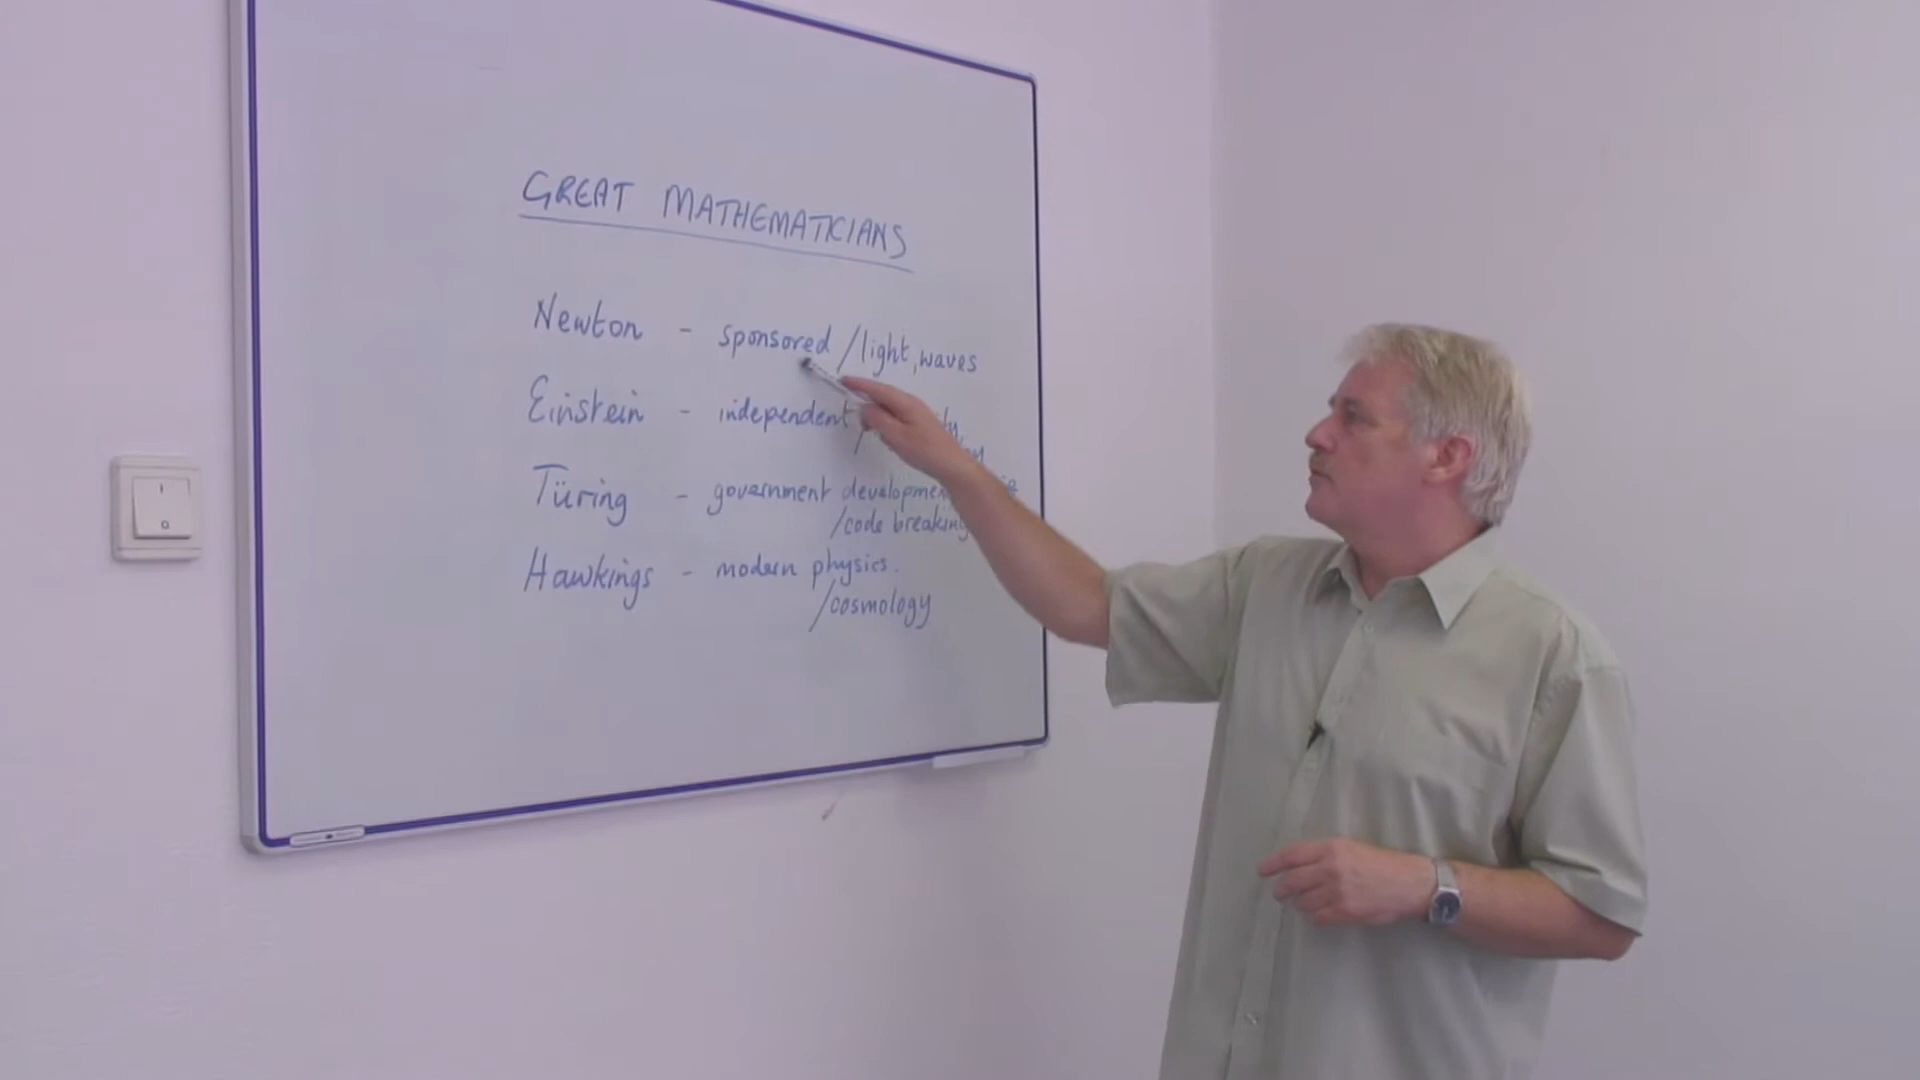 GREAT MATHEMATICIANS
Newton - sponsored /light, waves
Einstein - independent /
Türing - government development
/code breaking
Hawkings - modern physics.
/cosmology